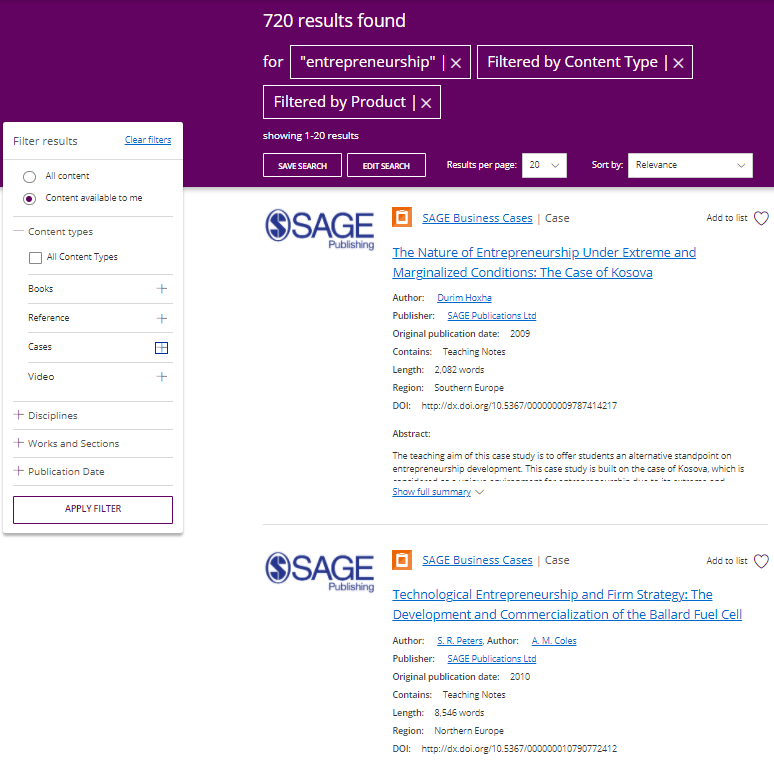 720 results found
for "entrepreneurship" | × Filtered by Content Type | ×
Filtered by Product | ×
showing 1-20 results
SAVE SEARCH EDIT SEARCH Results per page: 20 Sort by: Relevance
Filter results Clear filters
All content
Content available to me
Content types
All Content Types
Books
Reference
Cases
Video
Disciplines
Works and Sections
Publication Date
APPLY FILTER
SAGE
Publishing
SAGE Business Cases | Case Add to list
The Nature of Entrepreneurship Under Extreme and
Marginalized Conditions: The Case of Kosova
Author: Durim Hoxha
Publisher: SAGE Publications Ltd
Original publication date: 2009
Contains: Teaching Notes
Length: 2,082 words
Region: Southern Europe
DOI: http://dx.doi.org/10.5367/000000009787414217
Abstract:
The teaching aim of this case study is to offer students an alternative standpoint on
entrepreneurship development. This case study is built on the case of Kosova, which is
Show full summary
SAGE
Publishing
SAGE Business Cases | Case Add to list
Technological Entrepreneurship and Firm Strategy: The
Development and Commercialization of the Ballard Fuel Cell
Author: S. R. Peters, Author: A. M. Coles
Publisher: SAGE Publications Ltd
Original publication date: 2010
Contains: Teaching Notes
Length: 8,546 words
Region: Northern Europe
DOI: http://dx.doi.org/10.5367/000000010790772412